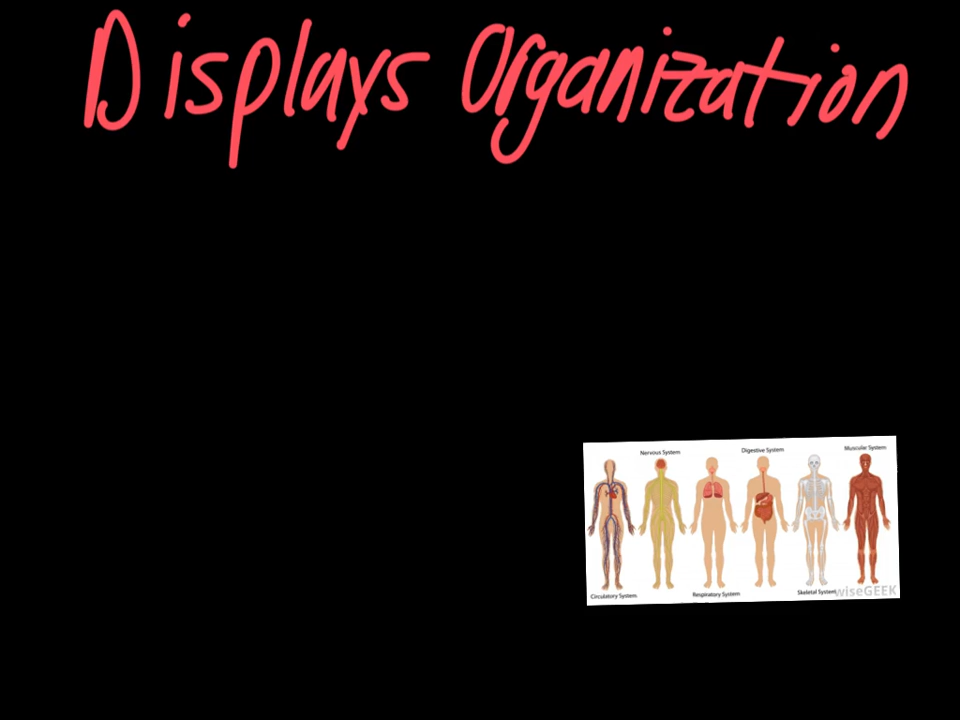 Displays Organization
Nervous System
Digestive System
Muscular System
Circulatory System
Respiratory System
Skeletal System
wiseGEEK